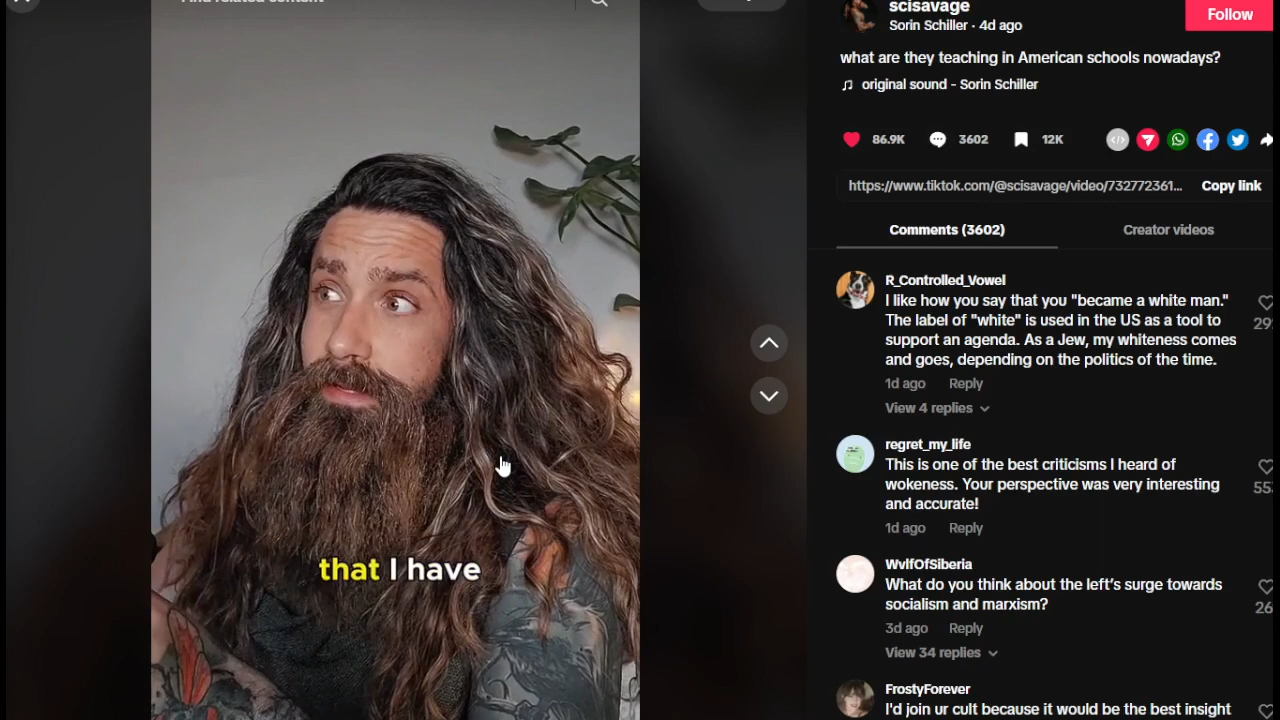 that I have
scisavage
Sorin Schiller · 4d ago
Follow
what are they teaching in American schools nowadays?
original sound - Sorin Schiller
86.9K
3602
12K
https://www.tiktok.com/@scisavage/video/732772361...
Copy link
Comments (3602)
Creator videos
R_Controlled_Vowel
I like how you say that you "became a white man."
The label of "white" is used in the US as a tool to
support an agenda. As a Jew, my whiteness comes
and goes, depending on the politics of the time.
1d ago Reply
View 4 replies
regret_my_life
This is one of the best criticisms I heard of
wokeness. Your perspective was very interesting
and accurate!
1d ago Reply
WvlfOfSiberia
What do you think about the left's surge towards
socialism and marxism?
3d ago Reply
View 34 replies
FrostyForever
I'd join ur cult because it would be the best insight